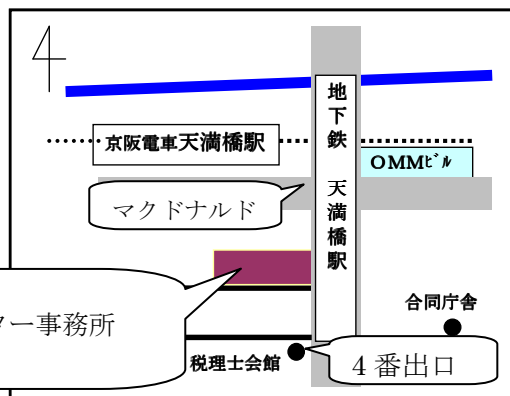 京阪電車天満橋駅
地下鉄 天満橋駅
OMMビル
マクドナルド
ター事務所
合同庁舎
税理士会館
4番出口